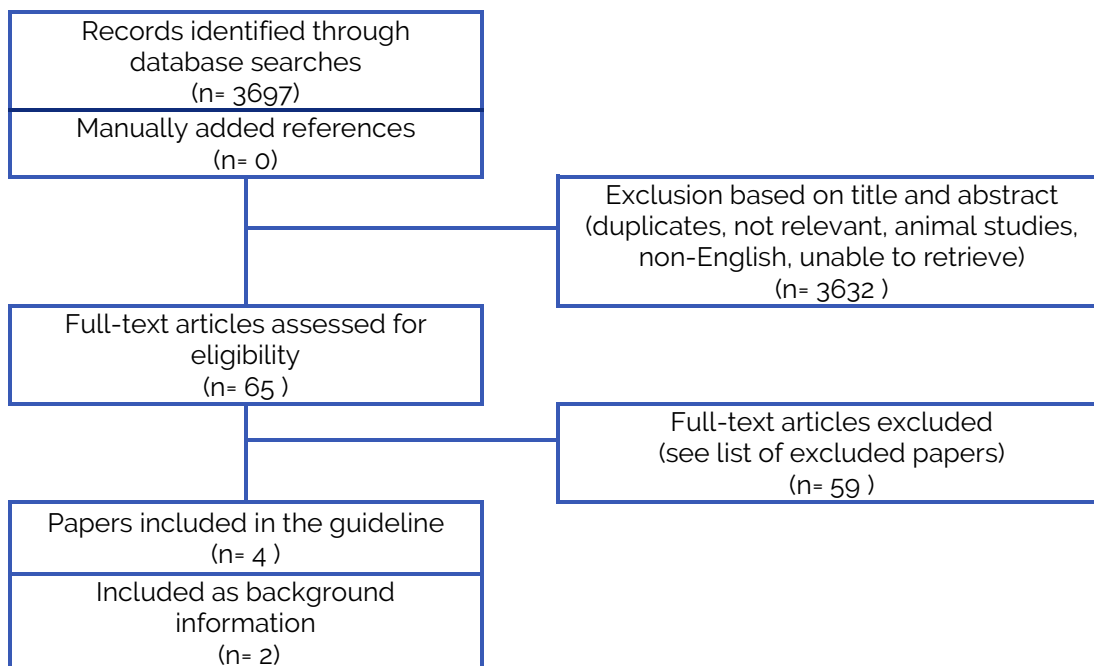 Records identified through
database searches
(n= 3697)
Manually added references
(n= 0)
Exclusion based on title and abstract
(duplicates, not relevant, animal studies,
non-English, unable to retrieve)
(n= 3632 )
Full-text articles assessed for
eligibility
(n= 65 )
Full-text articles excluded
(see list of excluded papers)
(n= 59 )
Papers included in the guideline
(n= 4 )
Included as background
information
(n= 2)